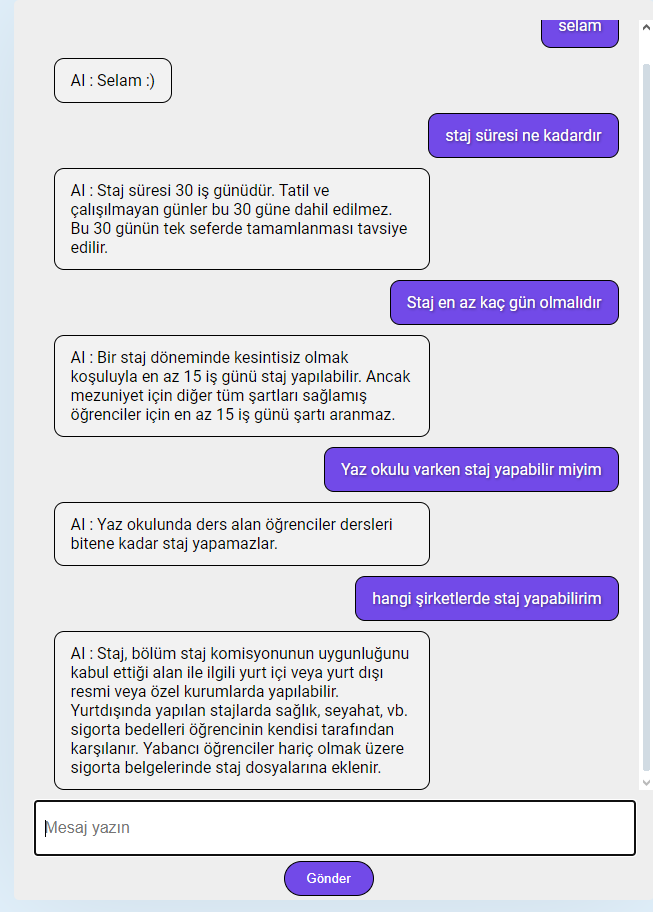 selam
AI : Selam :)
staj süresi ne kadardır
AI : Staj süresi 30 iş günüdür. Tatil ve
çalışılmayan günler bu 30 güne dahil edilmez.
Bu 30 günün tek seferde tamamlanması tavsiye
edilir.
Staj en az kaç gün olmalıdır
AI : Bir staj döneminde kesintisiz olmak
koşuluyla en az 15 iş günü staj yapılabilir. Ancak
mezuniyet için diğer tüm şartları sağlamış
öğrenciler için en az 15 iş günü şartı aranmaz.
Yaz okulu varken staj yapabilir miyim
AI : Yaz okulunda ders alan öğrenciler dersleri
bitene kadar staj yapamazlar.
hangi şirketlerde staj yapabilirim
AI : Staj, bölüm staj komisyonunun uygunluğunu
kabul ettiği alan ile ilgili yurt içi veya yurt dışı
resmi veya özel kurumlarda yapılabilir.
Yurtdışında yapılan stajlarda sağlık, seyahat, vb.
sigorta bedelleri öğrencinin kendisi tarafından
karşılanır. Yabancı öğrenciler hariç olmak üzere
sigorta belgelerinde staj dosyalarına eklenir.
Mesaj yazın
Gönder